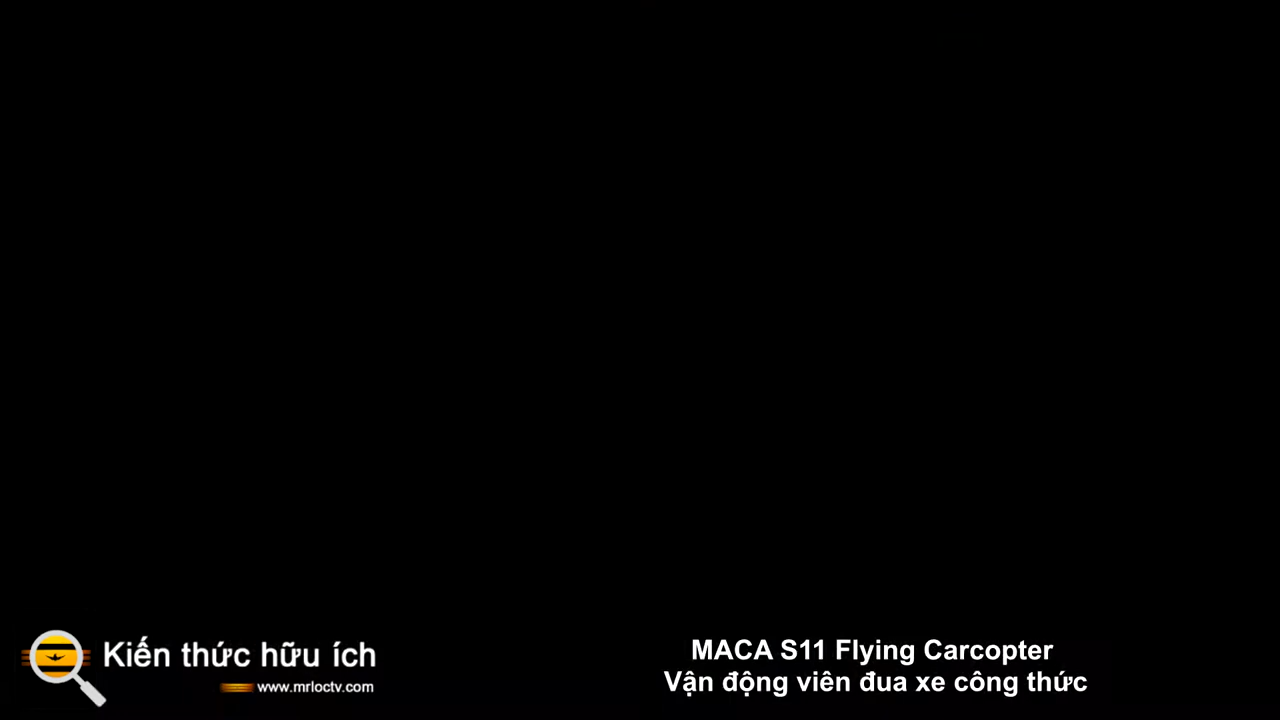 Kiến thức hữu ích
www.mrloctv.com
MACA S11 Flying Carcopter
Vận động viên đua xe công thức